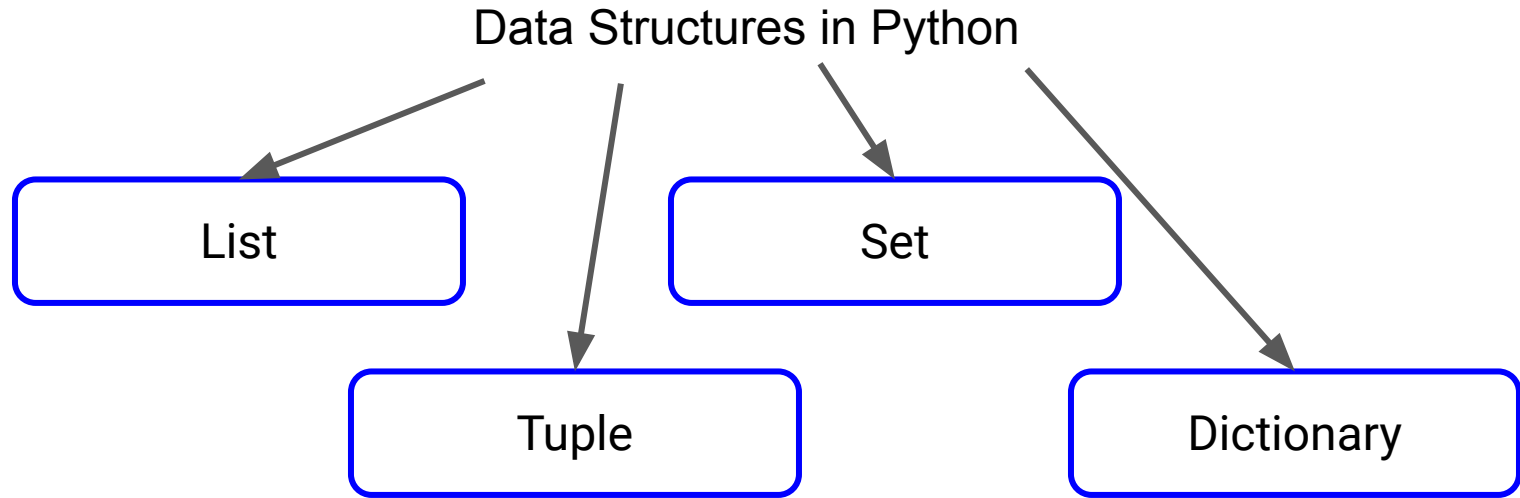 Data Structures in Python
List
Set
Tuple
Dictionary